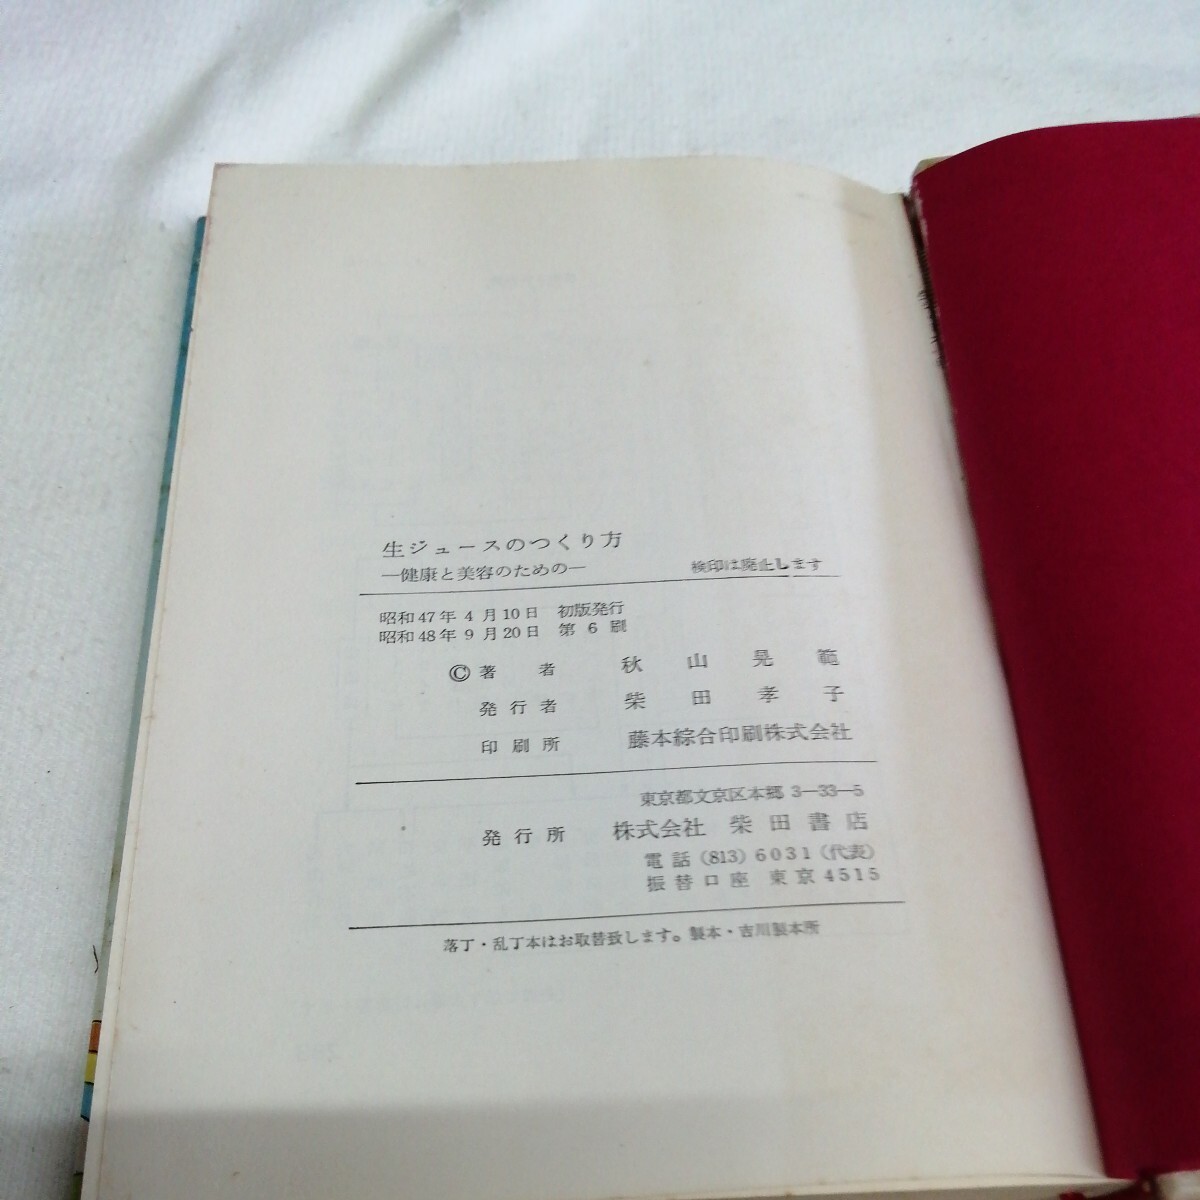 生ジュースのつくり方
—健康と美容のための— 検印は廃止します
昭和47年4月10日 初版発行
昭和48年9月20日 第6刷
Ⓒ著者 秋山晃範
発行者 柴田孝子
印刷所 藤本綜合印刷株式会社
東京都文京区本郷 3—33—5
発行所 株式会社 柴田書店
電話(813)6031(代表)
振替口座 東京4515
落丁・乱丁本はお取替致します。製本・吉川製本所